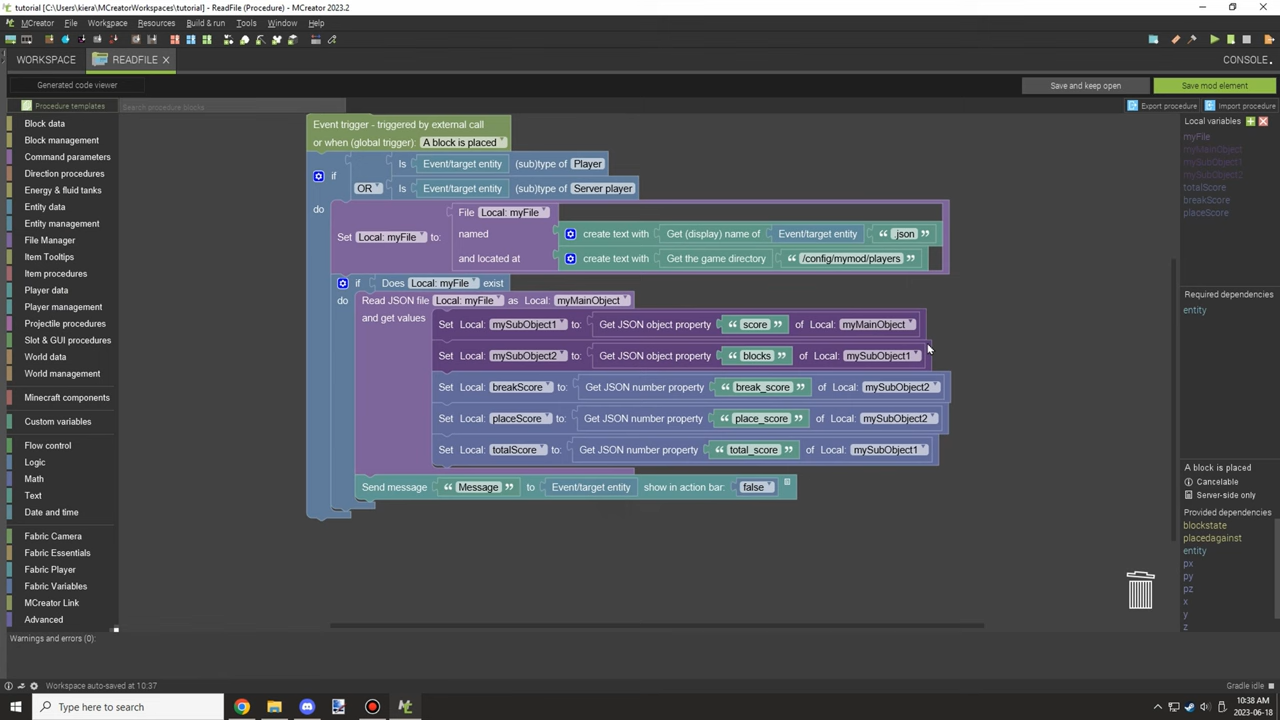 tutorial [C:\Users\kiera\MCreatorWorkspaces\tutorial] - ReadFile (Procedure) - MCreator 2023.2
MCreator File Workspace Resources Build & run Tools Window Help
WORKSPACE READFILE CONSOLE
Generated code viewer Save and keep open Save mod element
Procedure templates Search procedure blocks Export procedure Import procedure
Block data
Block management
Command parameters
Direction procedures
Energy & fluid tanks
Entity data
Entity management
File Manager
Item Tooltips
Item procedures
Player data
Player management
Projectile procedures
Slot & GUI procedures
World data
World management
Minecraft components
Custom variables
Flow control
Logic
Math
Text
Date and time
Fabric Camera
Fabric Essentials
Fabric Player
Fabric Variables
MCreator Link
Advanced
Event trigger - triggered by external call
or when (global trigger): A block is placed
if Is Event/target entity (sub)type of Player
OR Is Event/target entity (sub)type of Server player
do
File Local: myFile
Set Local: myFile to: named create text with Get (display) name of Event/target entity “ .json ”
and located at create text with Get the game directory “ /config/mymod/players ”
if Does Local: myFile exist
do Read JSON file Local: myFile as Local: myMainObject
and get values
Set Local: mySubObject1 to: Get JSON object property “ score ” of Local: myMainObject
Set Local: mySubObject2 to: Get JSON object property “ blocks ” of Local: mySubObject1
Set Local: breakScore to: Get JSON number property “ break_score ” of Local: mySubObject2
Set Local: placeScore to: Get JSON number property “ place_score ” of Local: mySubObject2
Set Local: totalScore to: Get JSON number property “ total_score ” of Local: mySubObject1
Send message “ Message ” to Event/target entity show in action bar: false
Local variables
myFile
myMainObject
mySubObject1
mySubObject2
totalScore
breakScore
placeScore
Required dependencies
entity
A block is placed
Cancelable
Server-side only
Provided dependencies:
blockstate
placedagainst
entity
px
py
pz
x
y
z
Warnings and errors (0):
Workspace auto-saved at 10:37 Gradle idle
Type here to search
10:38 AM
2023-06-18